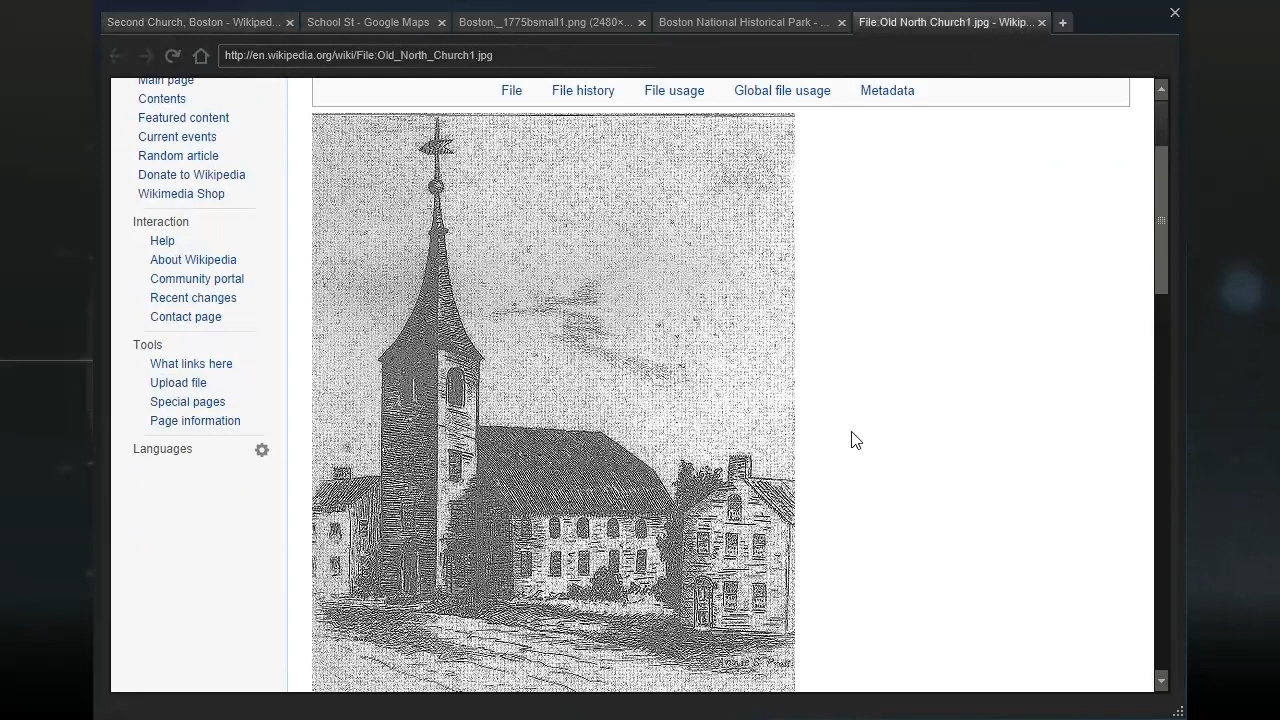 Second Church, Boston - Wikiped...
School St - Google Maps
Boston,_1775bsmall1.png (2480×...
Boston National Historical Park - ...
File:Old North Church1.jpg - Wikip...
http://en.wikipedia.org/wiki/File:Old_North_Church1.jpg
File File history File usage Global file usage Metadata
Main page
Contents
Featured content
Current events
Random article
Donate to Wikipedia
Wikimedia Shop
Interaction
Help
About Wikipedia
Community portal
Recent changes
Contact page
Tools
What links here
Upload file
Special pages
Page information
Languages